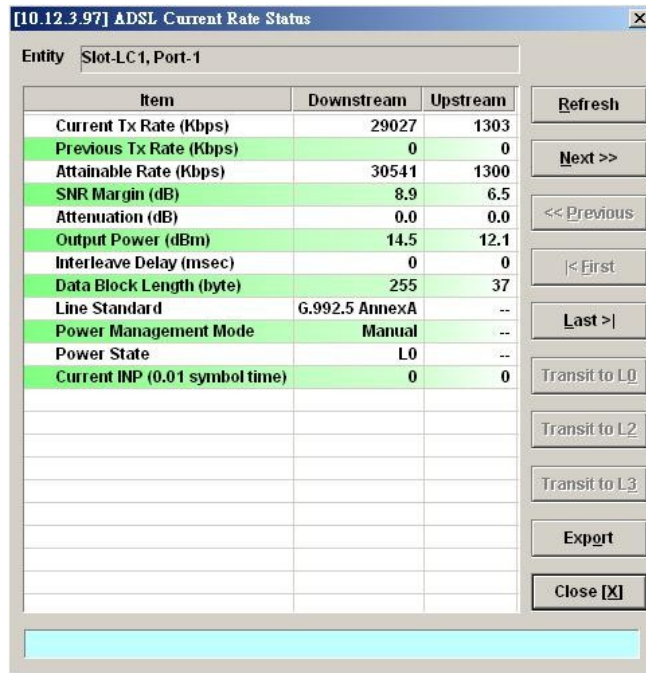 [10.12.3.97] ADSL Current Rate Status
Entity Slot-LC1, Port-1
Item Downstream Upstream
Current Tx Rate (Kbps) 29027 1303
Previous Tx Rate (Kbps) 0 0
Attainable Rate (Kbps) 30541 1300
SNR Margin (dB) 8.9 6.5
Attenuation (dB) 0.0 0.0
Output Power (dBm) 14.5 12.1
Interleave Delay (msec) 0 0
Data Block Length (byte) 255 37
Line Standard G.992.5 AnnexA --
Power Management Mode Manual --
Power State L0 --
Current INP (0.01 symbol time) 0 0
Refresh
Next >>
<< Previous
|< First
Last >|
Transit to L0
Transit to L2
Transit to L3
Export
Close [X]